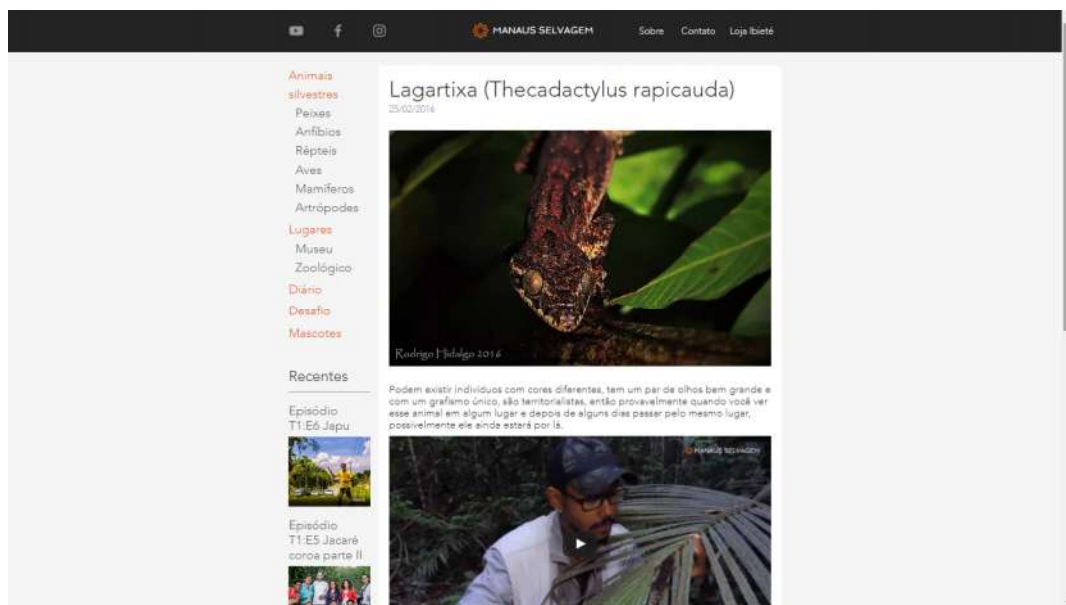 MANAUS SELVAGEM
Sobre Contato Loja Ibieté
Animais
silvestres
Peixes
Anfíbios
Répteis
Aves
Mamíferos
Artrópodes
Lugares
Museu
Zoológico
Diário
Desafio
Mascotes
Recentes
Episódio
T1:E6 Japu
Episódio
T1:E5 Jacaré
coroa parte II
Lagartixa (Thecadactylus rapicauda)
25/02/2016
Rodrigo Hidalgo 2016
Podem existir indivíduos com cores diferentes, tem um par de olhos bem grande e
com um grafismo único, são territorialistas, então provavelmente quando você ver
esse animal em algum lugar e depois de alguns dias passar pelo mesmo lugar,
possivelmente ele ainda estará por lá.
MANAUS SELVAGEM